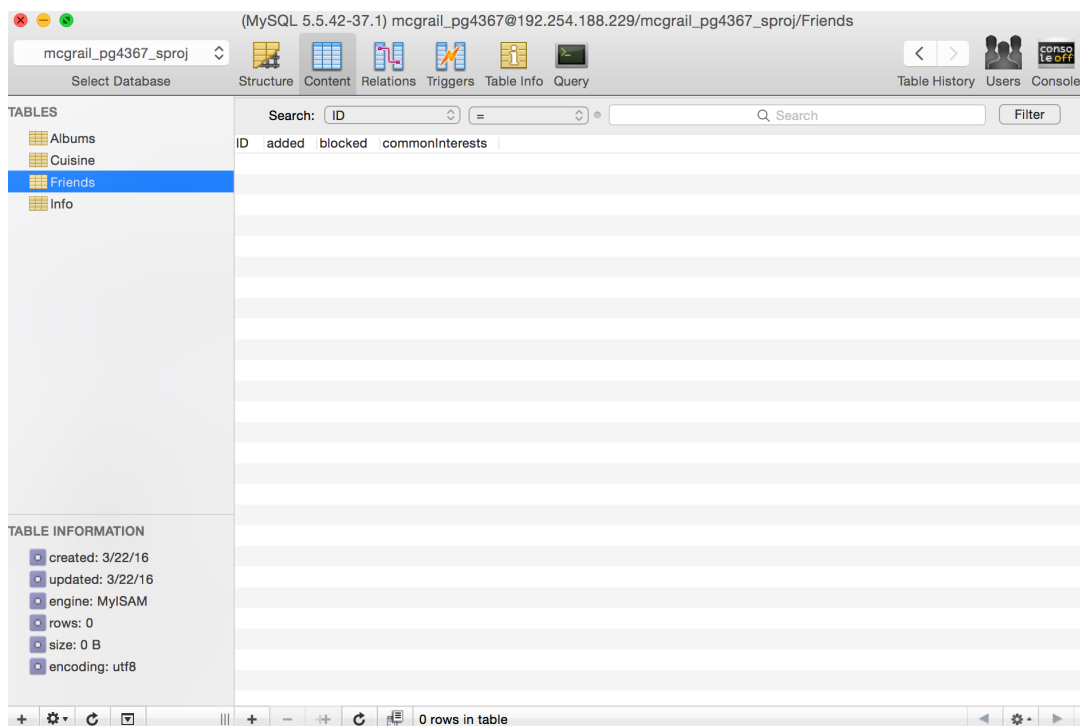 (MySQL 5.5.42-37.1) mcgrail_pg4367@192.254.188.229/mcgrail_pg4367_sproj/Friends
mcgrail_pg4367_sproj
Select Database
Structure Content Relations Triggers Table Info Query
Table History Users Console
conso
le off
TABLES
Albums
Cuisine
Friends
Info
Search: ID = Search Filter
ID added blocked commonInterests
TABLE INFORMATION
created: 3/22/16
updated: 3/22/16
engine: MyISAM
rows: 0
size: 0 B
encoding: utf8
0 rows in table